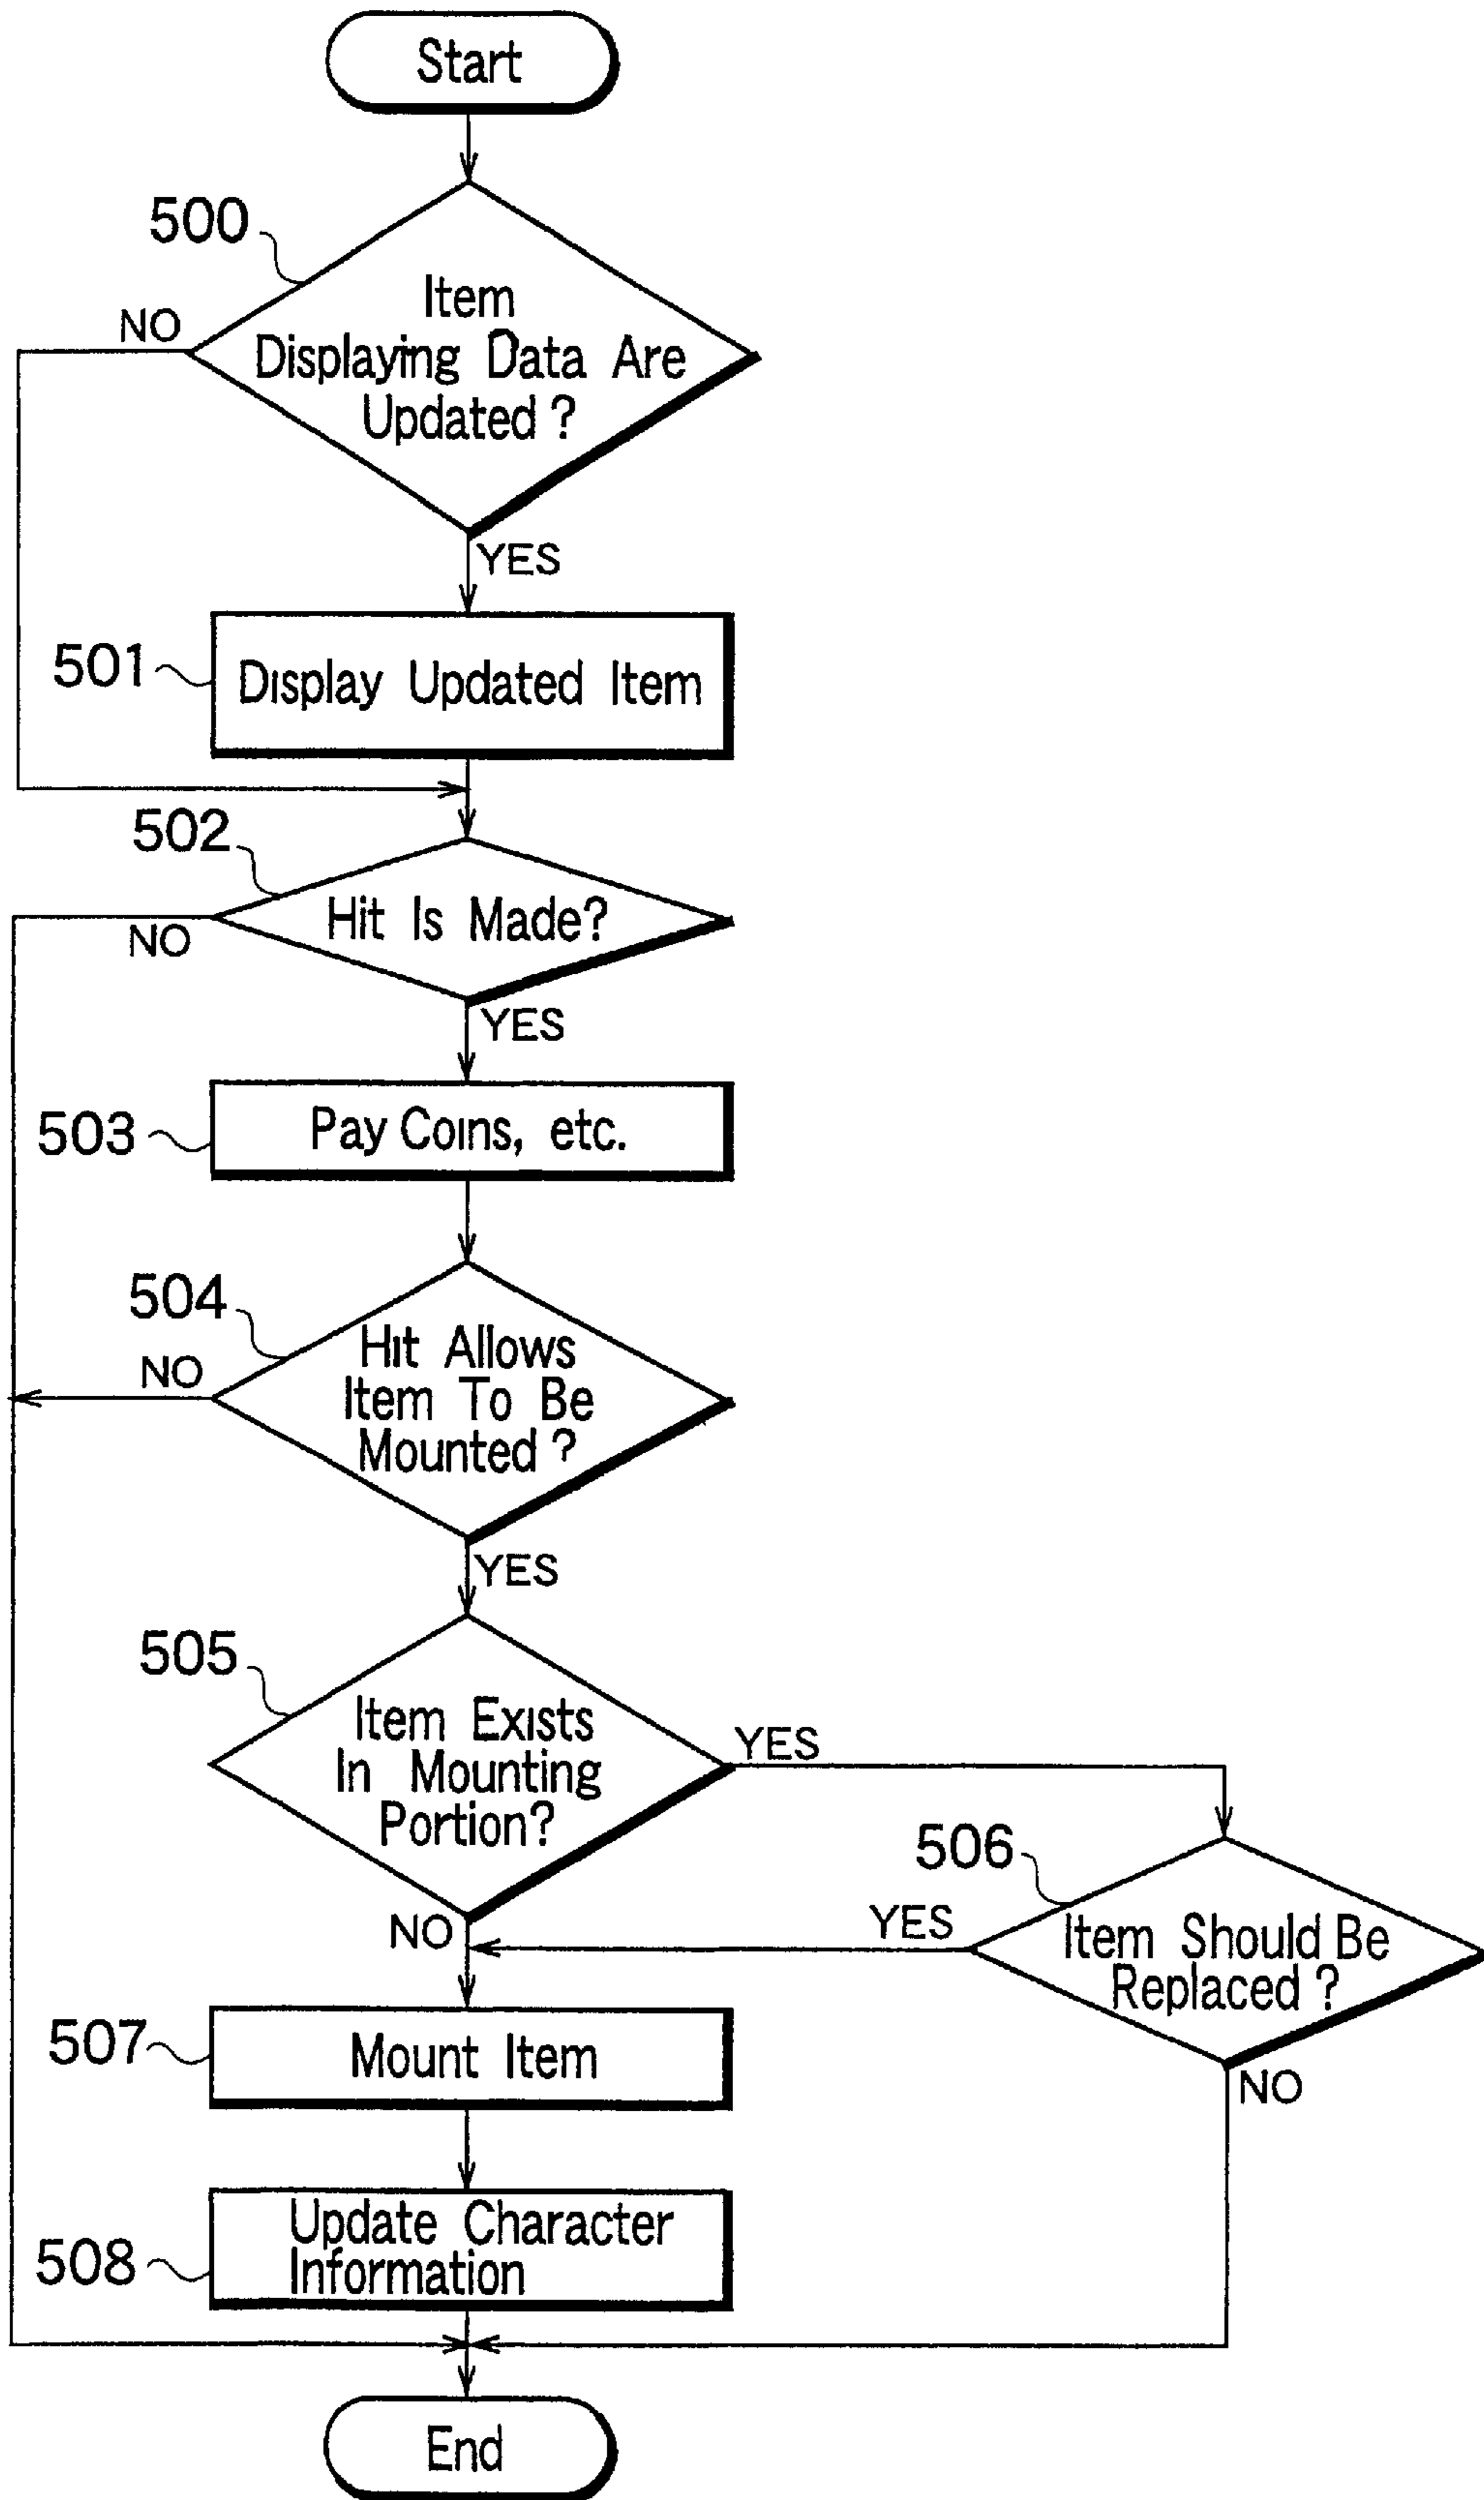 Start
500
NO
Item
Displaying Data Are
Updated ?
YES
501
Display Updated Item
502
NO
Hit Is Made?
YES
503
Pay Coins, etc.
504
NO
Hit Allows
Item To Be
Mounted ?
YES
505
Item Exists
In Mounting
Portion?
YES
NO
506
YES
Item Should Be
Replaced ?
NO
507
Mount Item
508
Update Character
Information
End